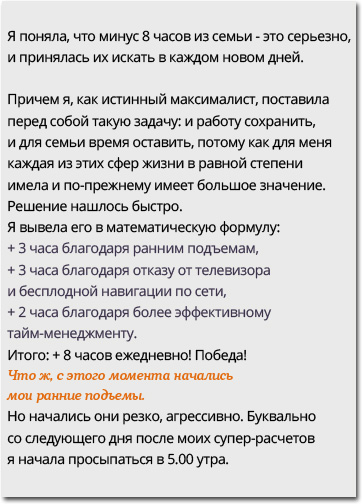 Я поняла, что минус 8 часов из семьи - это серьезно,
и принялась их искать в каждом новом дней.
Причем я, как истинный максималист, поставила
перед собой такую задачу: и работу сохранить,
и для семьи время оставить, потому как для меня
каждая из этих сфер жизни в равной степени
имела и по-прежнему имеет большое значение.
Решение нашлось быстро.
Я вывела его в математическую формулу:
+ 3 часа благодаря ранним подъемам,
+ 3 часа благодаря отказу от телевизора
и бесплодной навигации по сети,
+ 2 часа благодаря более эффективному
тайм-менеджменту.
Итого: + 8 часов ежедневно! Победа!
Что ж, с этого момента начались
мои ранние подъемы.
Но начались они резко, агрессивно. Буквально
со следующего дня после моих супер-расчетов
я начала просыпаться в 5.00 утра.